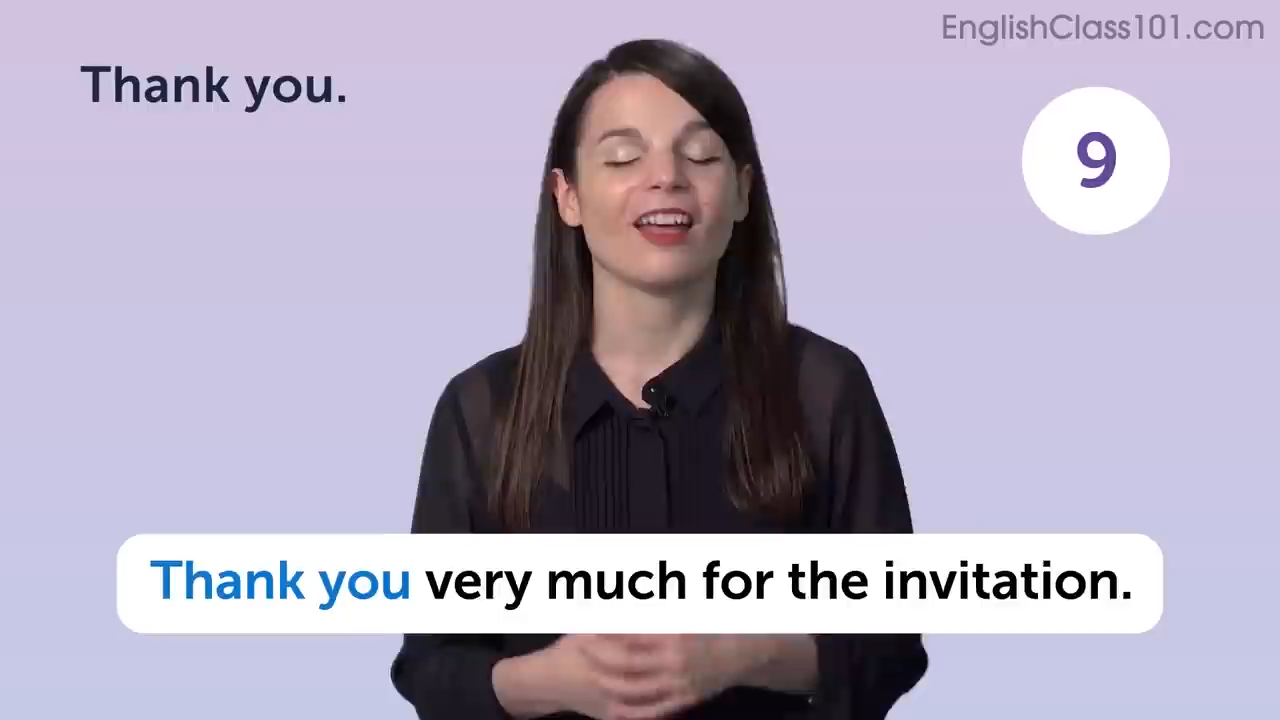 EnglishClass101.com
Thank you.
9
Thank you very much for the invitation.